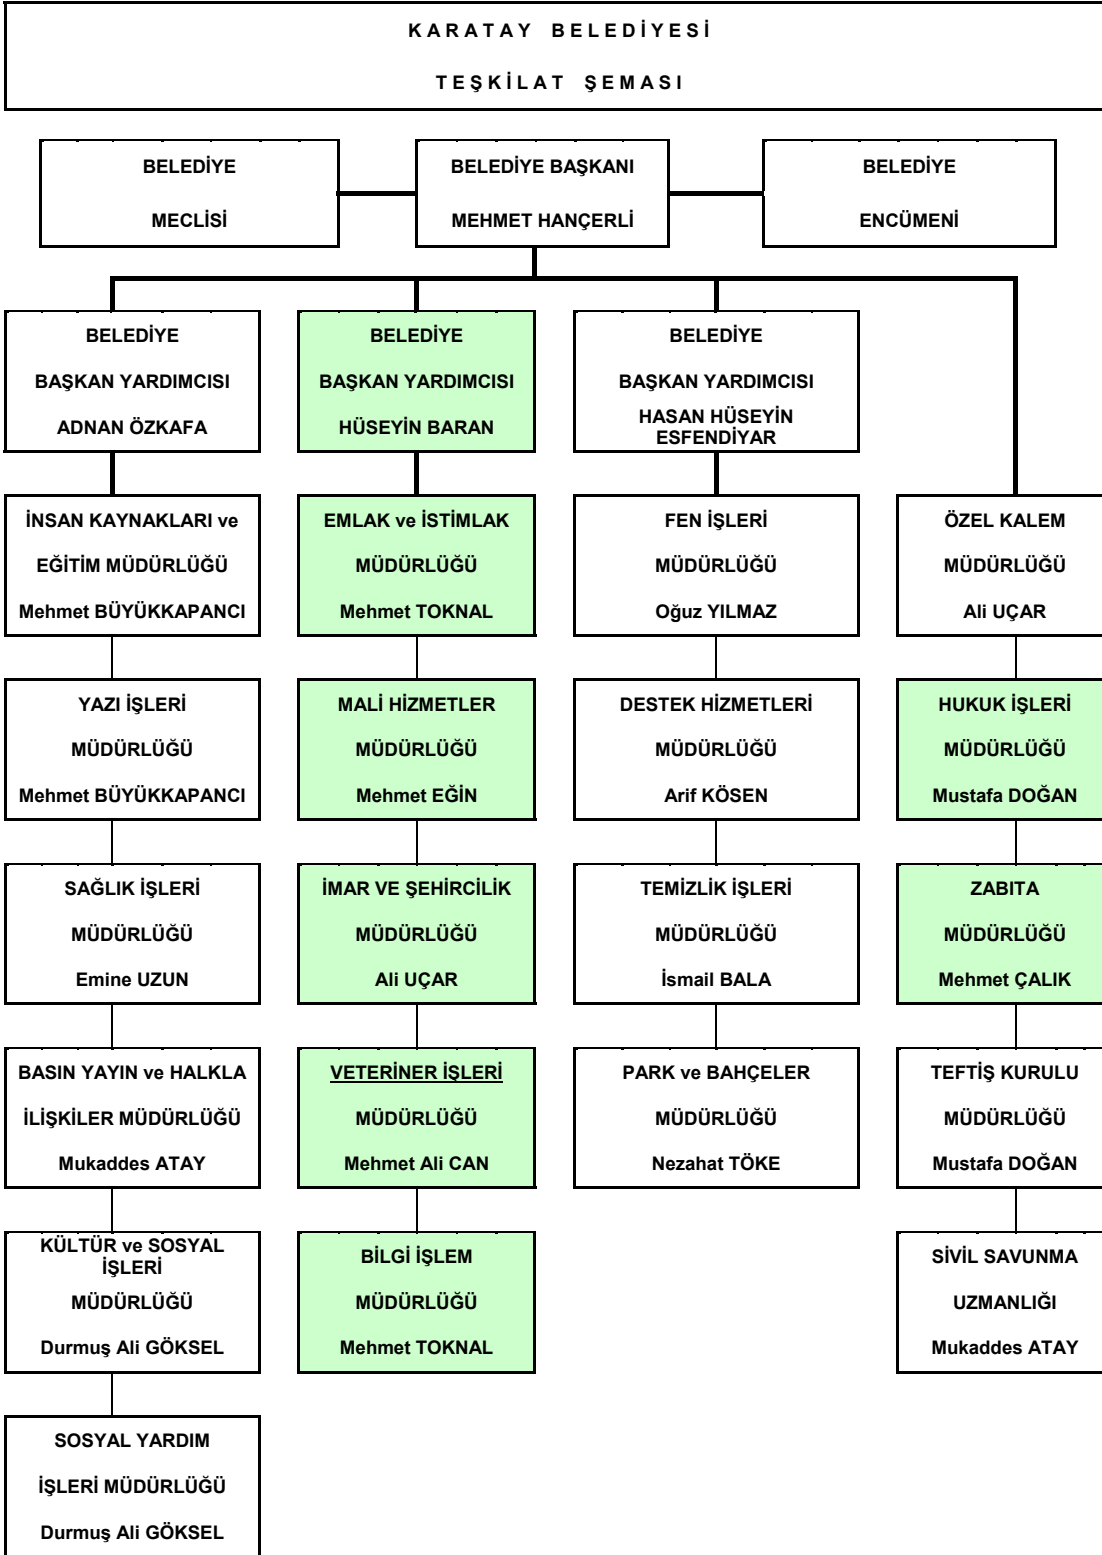 KARATAY BELEDİYESİ
TEŞKİLAT ŞEMASI
BELEDİYE
MECLİSİ
BELEDİYE BAŞKANI
MEHMET HANÇERLİ
BELEDİYE
ENCÜMENİ
BELEDİYE
BAŞKAN YARDIMCISI
ADNAN ÖZKAFA
BELEDİYE
BAŞKAN YARDIMCISI
HÜSEYİN BARAN
BELEDİYE
BAŞKAN YARDIMCISI
HASAN HÜSEYİN
ESFENDİYAR
İNSAN KAYNAKLARI ve
EĞİTİM MÜDÜRLÜĞÜ
Mehmet BÜYÜKKAPANCI
EMLAK ve İSTİMLAK
MÜDÜRLÜĞÜ
Mehmet TOKNAL
FEN İŞLERİ
MÜDÜRLÜĞÜ
Oğuz YILMAZ
ÖZEL KALEM
MÜDÜRLÜĞÜ
Ali UÇAR
YAZI İŞLERİ
MÜDÜRLÜĞÜ
Mehmet BÜYÜKKAPANCI
MALİ HİZMETLER
MÜDÜRLÜĞÜ
Mehmet EĞİN
DESTEK HİZMETLERİ
MÜDÜRLÜĞÜ
Arif KÖSEN
HUKUK İŞLERİ
MÜDÜRLÜĞÜ
Mustafa DOĞAN
SAĞLIK İŞLERİ
MÜDÜRLÜĞÜ
Emine UZUN
İMAR VE ŞEHİRCİLİK
MÜDÜRLÜĞÜ
Ali UÇAR
TEMİZLİK İŞLERİ
MÜDÜRLÜĞÜ
İsmail BALA
ZABITA
MÜDÜRLÜĞÜ
Mehmet ÇALIK
BASIN YAYIN ve HALKLA
İLİŞKİLER MÜDÜRLÜĞÜ
Mukaddes ATAY
VETERİNER İŞLERİ
MÜDÜRLÜĞÜ
Mehmet Ali CAN
PARK ve BAHÇELER
MÜDÜRLÜĞÜ
Nezahat TÖKE
TEFTİŞ KURULU
MÜDÜRLÜĞÜ
Mustafa DOĞAN
KÜLTÜR ve SOSYAL
İŞLERİ
MÜDÜRLÜĞÜ
Durmuş Ali GÖKSEL
BİLGİ İŞLEM
MÜDÜRLÜĞÜ
Mehmet TOKNAL
SİVİL SAVUNMA
UZMANLIĞI
Mukaddes ATAY
SOSYAL YARDIM
İŞLERİ MÜDÜRLÜĞÜ
Durmuş Ali GÖKSEL